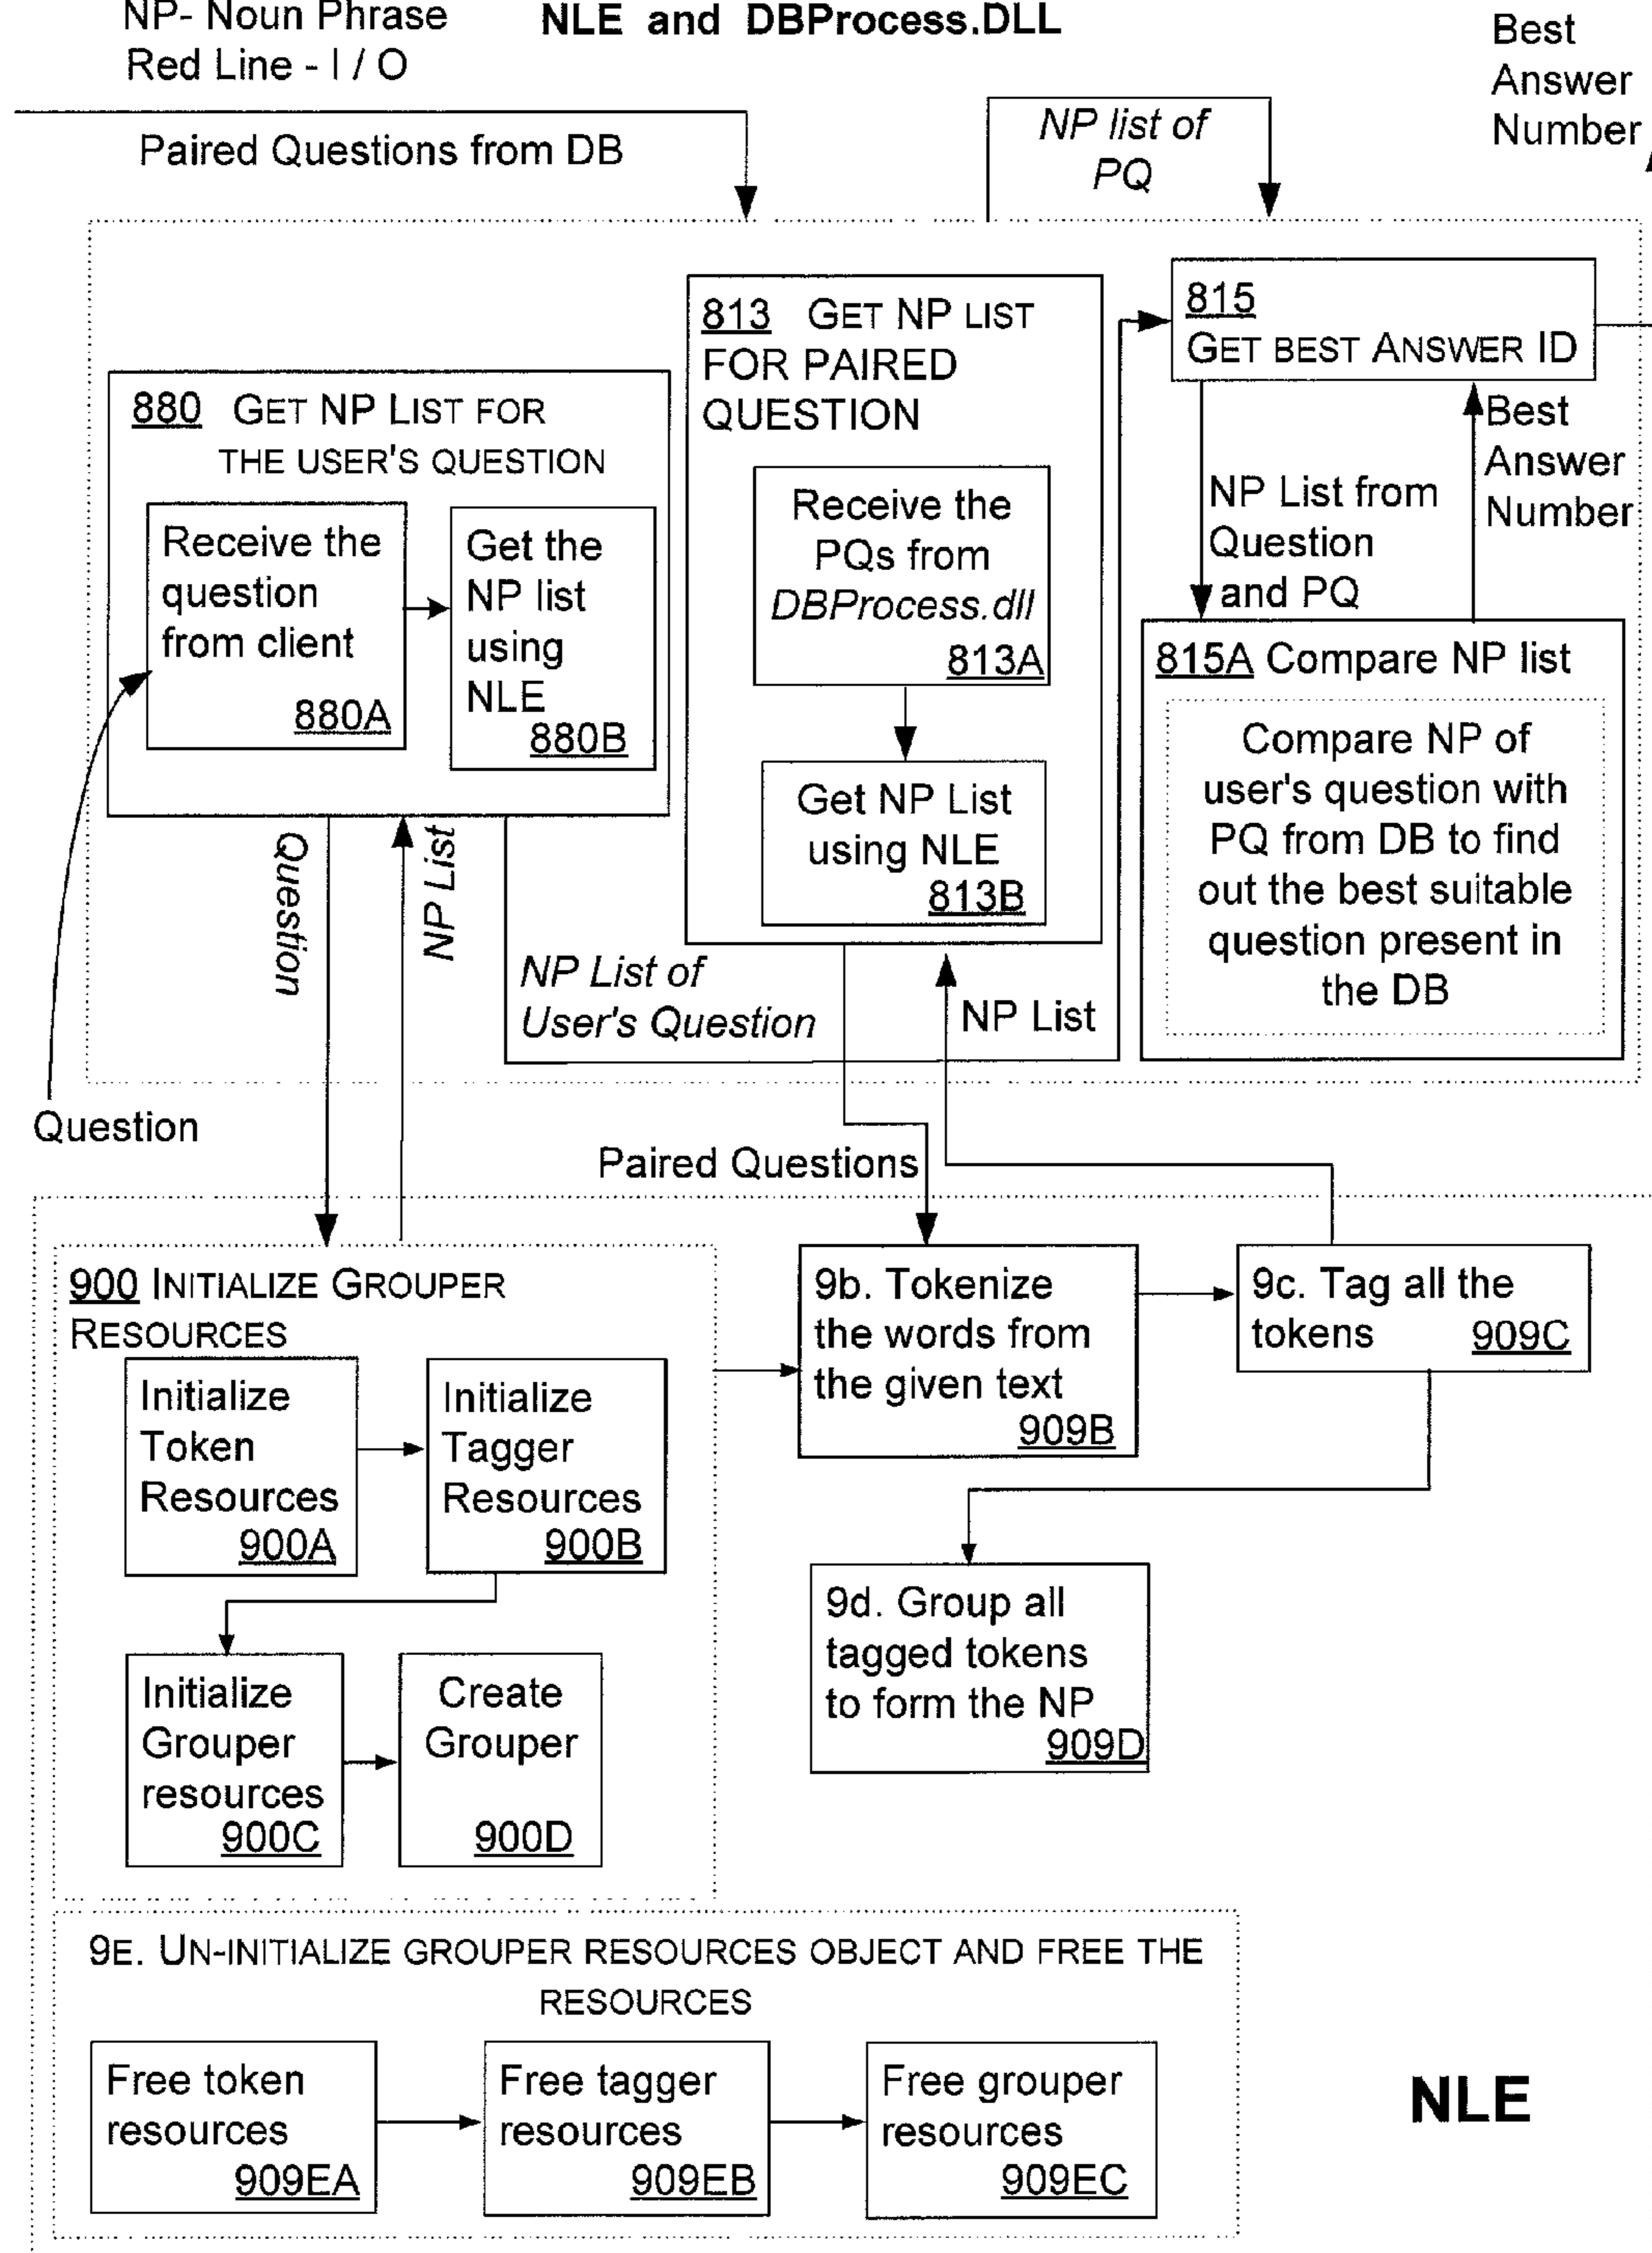 NP- Noun Phrase
Red Line - I / O
NLE and DBProcess.DLL
Best
Answer
Number
Paired Questions from DB
NP list of
PQ
880 GET NP LIST FOR
THE USER'S QUESTION
Receive the
question
from client
880A
Get the
NP list
using
NLE
880B
813 GET NP LIST
FOR PAIRED
QUESTION
Receive the
PQs from
DBProcess.dll
813A
Get NP List
using NLE
813B
815
GET BEST ANSWER ID
NP List from
Question
and PQ
Best
Answer
Number
815A Compare NP list
Compare NP of
user's question with
PQ from DB to find
out the best suitable
question present in
the DB
Question
NP List
NP List of
User's Question
NP List
Question
Paired Questions
900 INITIALIZE GROUPER
RESOURCES
Initialize
Token
Resources
900A
Initialize
Tagger
Resources
900B
Initialize
Grouper
resources
900C
Create
Grouper
900D
9b. Tokenize
the words from
the given text
909B
9c. Tag all the
tokens 909C
9d. Group all
tagged tokens
to form the NP
909D
9E. UN-INITIALIZE GROUPER RESOURCES OBJECT AND FREE THE
RESOURCES
Free token
resources
909EA
Free tagger
resources
909EB
Free grouper
resources
909EC
NLE